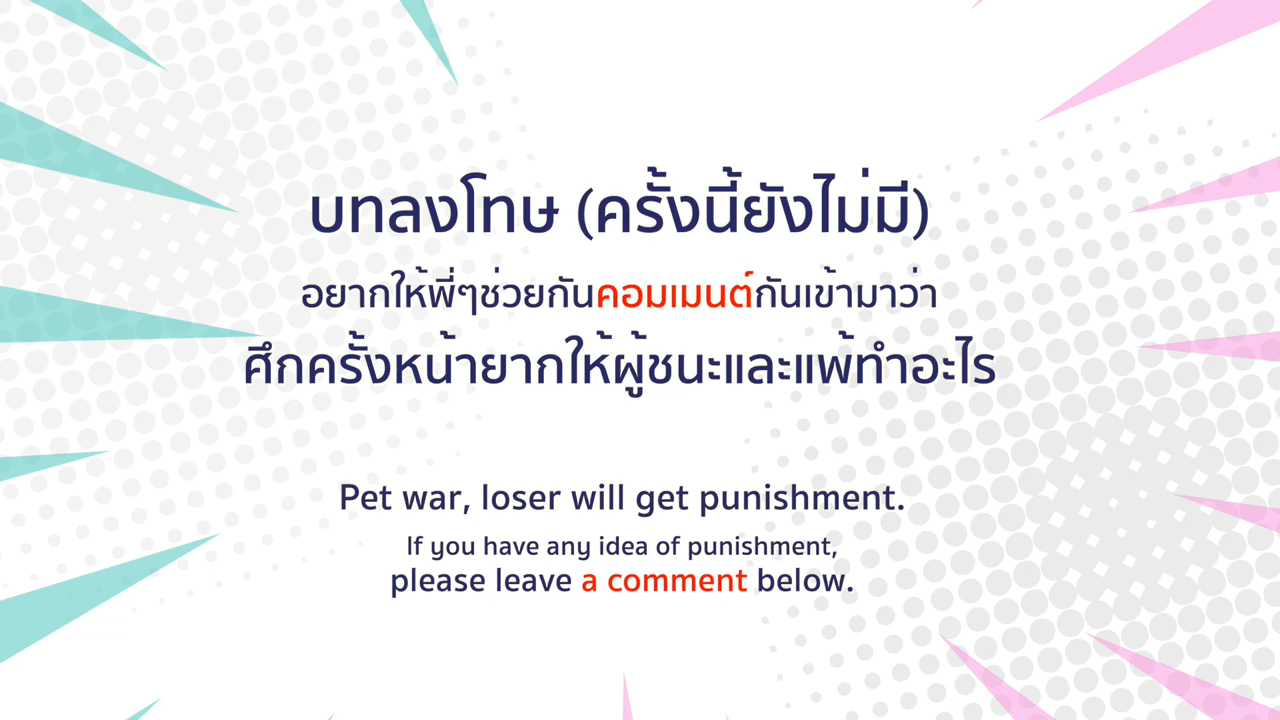 บทลงโทษ (ครั้งนี้ยังไม่มี)
อยากให้พี่ๆช่วยกันคอมเมนต์กันเข้ามาว่า
ศึกครั้งหน้ายากให้ผู้ชนะและแพ้ทำอะไร
Pet war, loser will get punishment.
If you have any idea of punishment,
please leave a comment below.